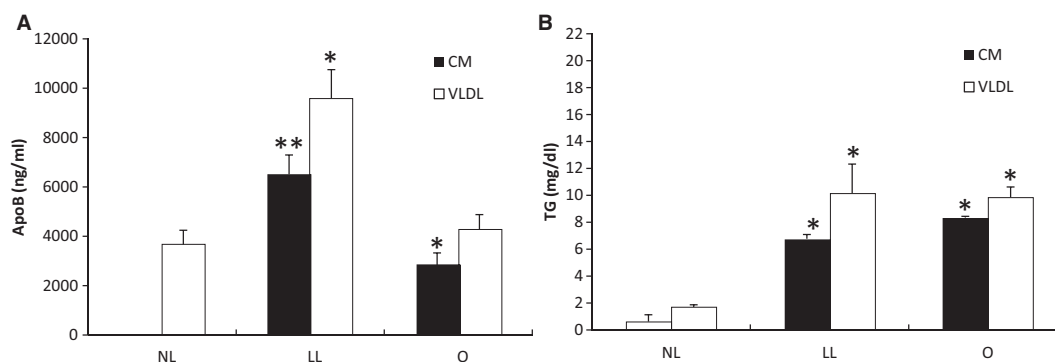 A
12000
10000
8000
6000
4000
2000
0
ApoB (ng/ml)
CM
VLDL
**
*
*
NL LL O
B
22
20
18
16
14
12
10
8
6
4
2
0
TG (mg/dl)
CM
VLDL
*
*
*
*
NL LL O